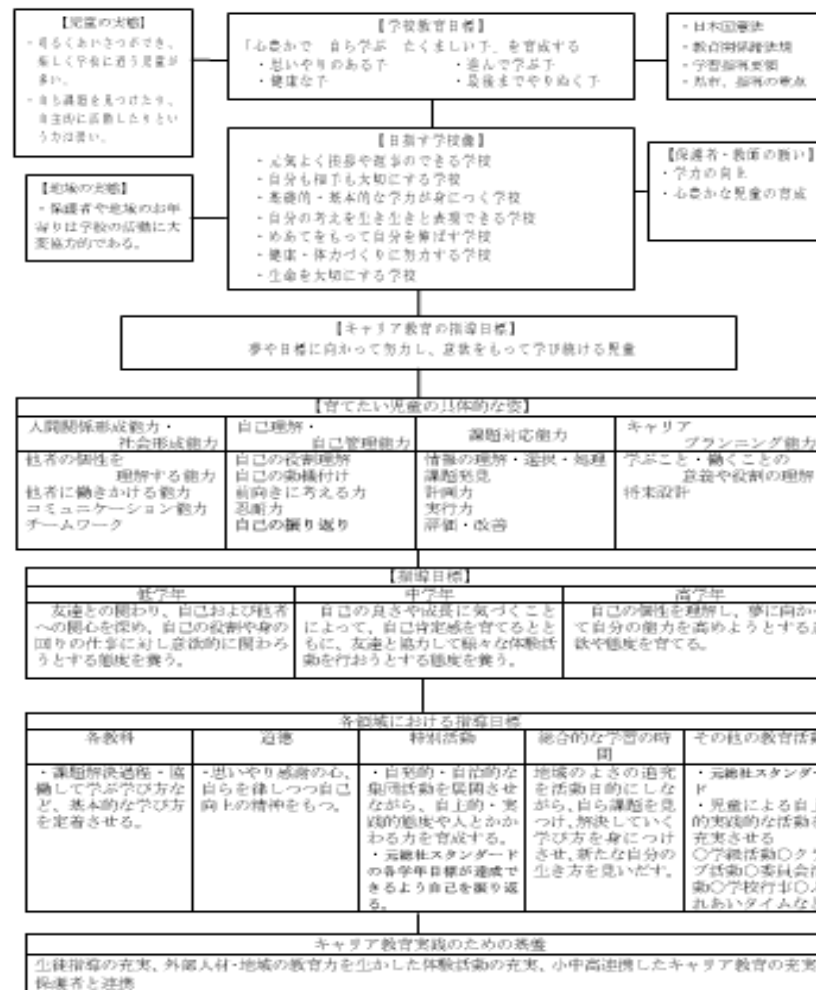 【児童の実態】
・明るくあいさつができ、
楽しく学校に通う児童が
多い。
・自ら課題を見つけたり、
自主的に活動したりとい
う力は弱い。
【学校教育目標】
「心豊かで　自ら学ぶ　たくましい子」を育成する
・思いやりのある子　・進んで学ぶ子
・健康な子　・最後までやりぬく子
・日本国憲法
・教育関係諸法規
・学習指導要領
・県市、指導の重点
【地域の実態】
・保護者や地域のお年
寄りは学校の活動に大
変協力的である。
【目指す学校像】
・元気よく挨拶や返事のできる学校
・自分も相手も大切にする学校
・基礎的・基本的な学力が身につく学校
・自分の考えを生き生きと表現できる学校
・めあてをもって自分を伸ばす学校
・健康・体力づくりに努力する学校
・生命を大切にする学校
【保護者・教師の願い】
・学力の向上
・心豊かな児童の育成
【キャリア教育の指導目標】
夢や目標に向かって努力し、意欲をもって学び続ける児童
【育てたい児童の具体的な姿】
人間関係形成能力・
社会形成能力
他者の個性を
理解する能力
他者に働きかける能力
コミュニケーション能力
チームワーク
自己理解・
自己管理能力
自己の役割理解
自己の動機付け
前向きに考える力
忍耐力
自己の振り返り
課題対応能力
情報の理解・選択・処理
課題発見
計画力
実行力
評価・改善
キャリア
プランニング能力
学ぶこと・働くことの
意義や役割の理解
将来設計
【指導目標】
低学年
友達との関わり、自己および他者
への関心を深め、自己の役割や身の
回りの仕事に対し意欲的に関わろ
うとする態度を養う。
中学年
自己の良さや成長に気づくこと
によって、自己肯定感を育てるとと
もに、友達と協力して様々な体験活
動を行おうとする態度を養う。
高学年
自己の個性を理解し、夢に向かっ
て自分の能力を高めようとする
欲や態度を育てる。
各領域における指導目標
各教科
・課題解決過程・協
働して学ぶ学び方な
ど、基本的な学び方
を定着させる。
道徳
・思いやり感謝の心、
自らを律しつつ自己
向上の精神をもつ。
特別活動
・自発的・自治的な
集団活動を展開させ
ながら、自主的・実
践的態度や人とかか
わる力を育成する。
・元総社スタンダード
の各学年目標が達成で
きるよう自己を振り返
る。
総合的な学習の時
間
地域のよさの追究
を活動目的にしな
がら、自ら課題を見
つけ、解決していく
学び方を身につけ
させ、新たな自分の
生き方を見いだす。
その他の教育活動
・元総社スタンダー
ド
・児童による自主
的実践的な活動を
充実させる
○学級活動○クラ
ブ活動○委員会活
動○学校行事○ふ
れあいタイムなど
キャリア教育実践のための基盤
生徒指導の充実、外部人材・地域の教育力を生かした体験活動の充実、小中高連携したキャリア教育の充実
保護者と連携